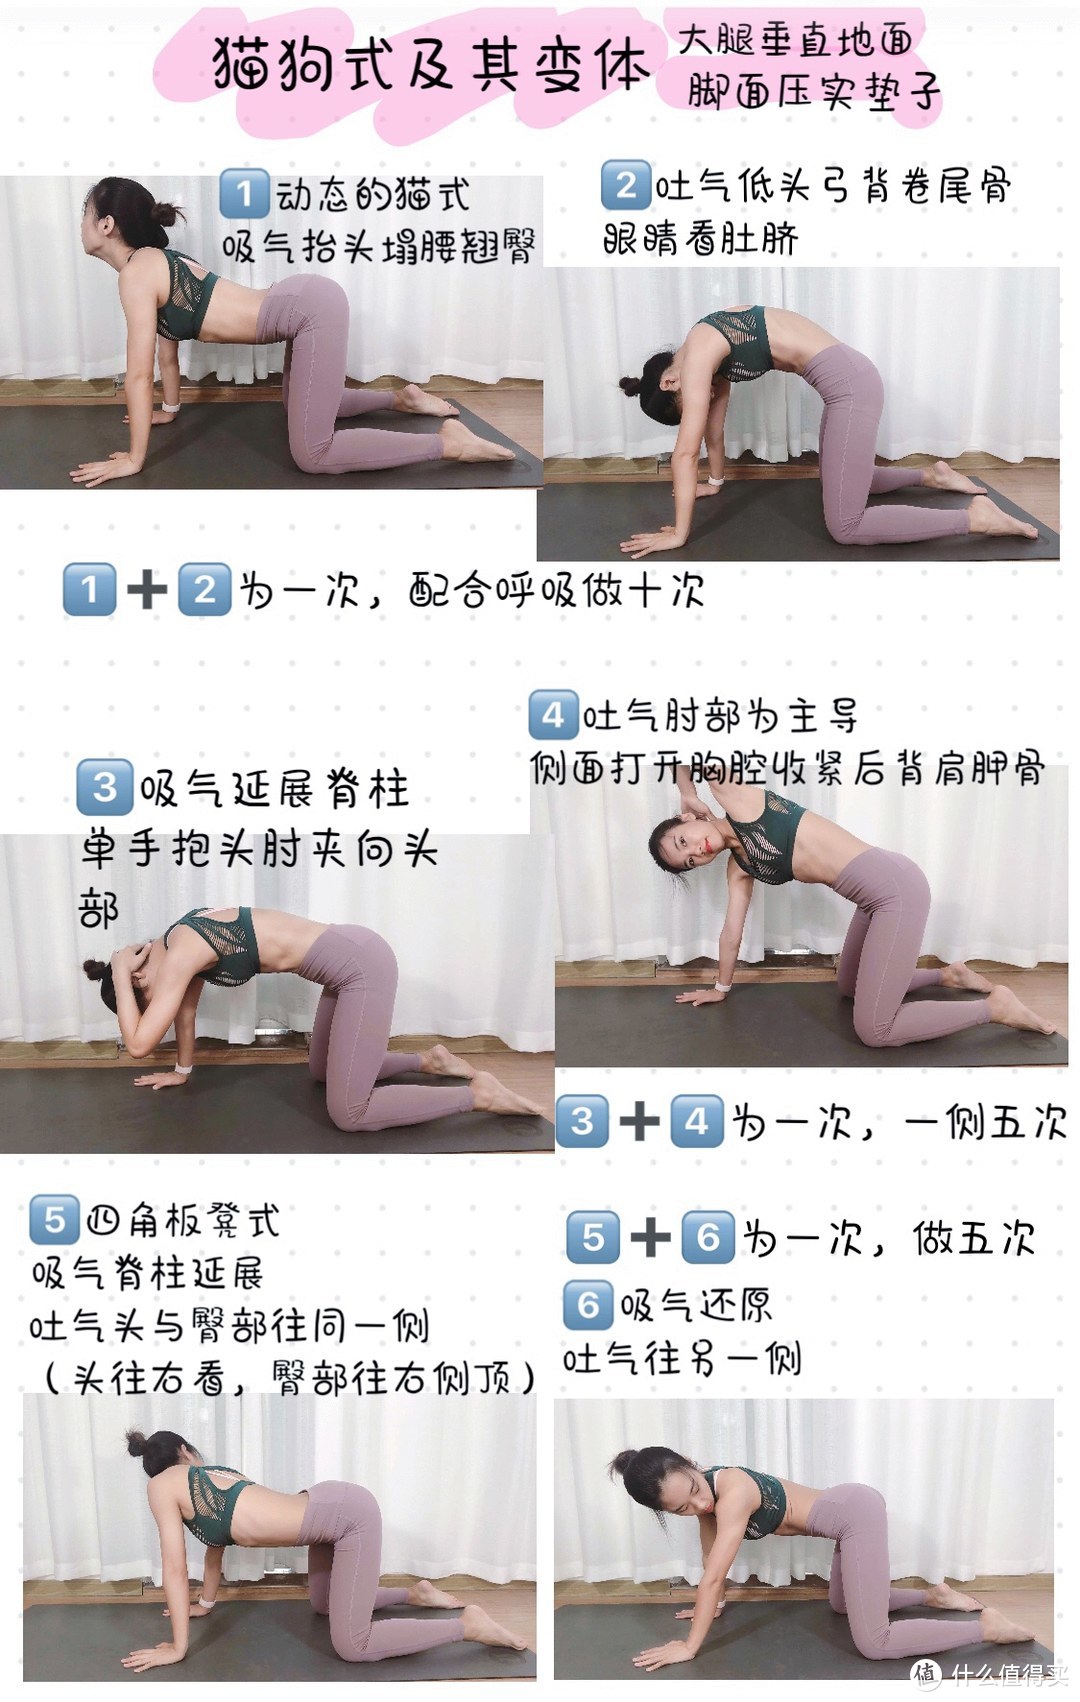 猫狗式及其变体
大腿垂直地面
脚面压实垫子
1动态的猫式
吸气抬头塌腰翘臀
2吐气低头弓背卷尾骨
眼睛看肚脐
1➕2为一次，配合呼吸做十次
3吸气延展脊柱
单手抱头肘夹向头
部
4吐气肘部为主导
侧面打开胸腔收紧后背肩胛骨
3➕4为一次，一侧五次
5四角板凳式
吸气脊柱延展
吐气头与臀部往同一侧
（头往右看，臀部往右侧顶）
5➕6为一次，做五次
6吸气还原
吐气往另一侧
值 什么值得买